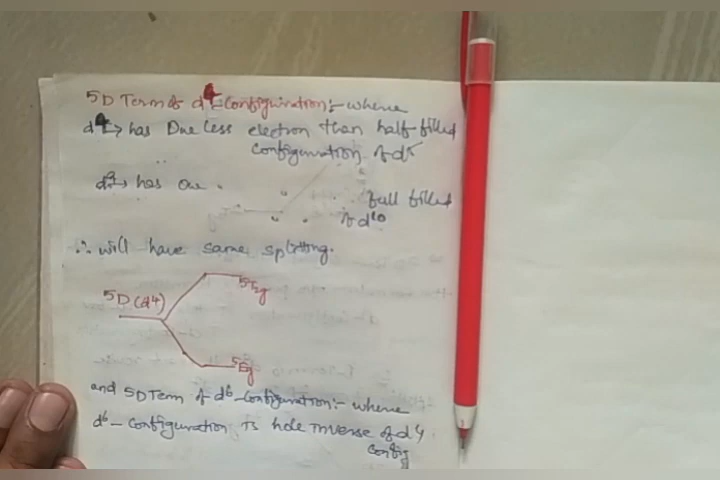 5D Term of d4-Configuration:- where
d4→ has One less electron than half-filled
Configuration of d5
d9→ has one full filled
of d10
∴ will have same splitting.
5D (d4)
5T2g
5Eg
and 5D Term of d6-Configuration:- where
d6-Configuration is hole inverse of d4
config